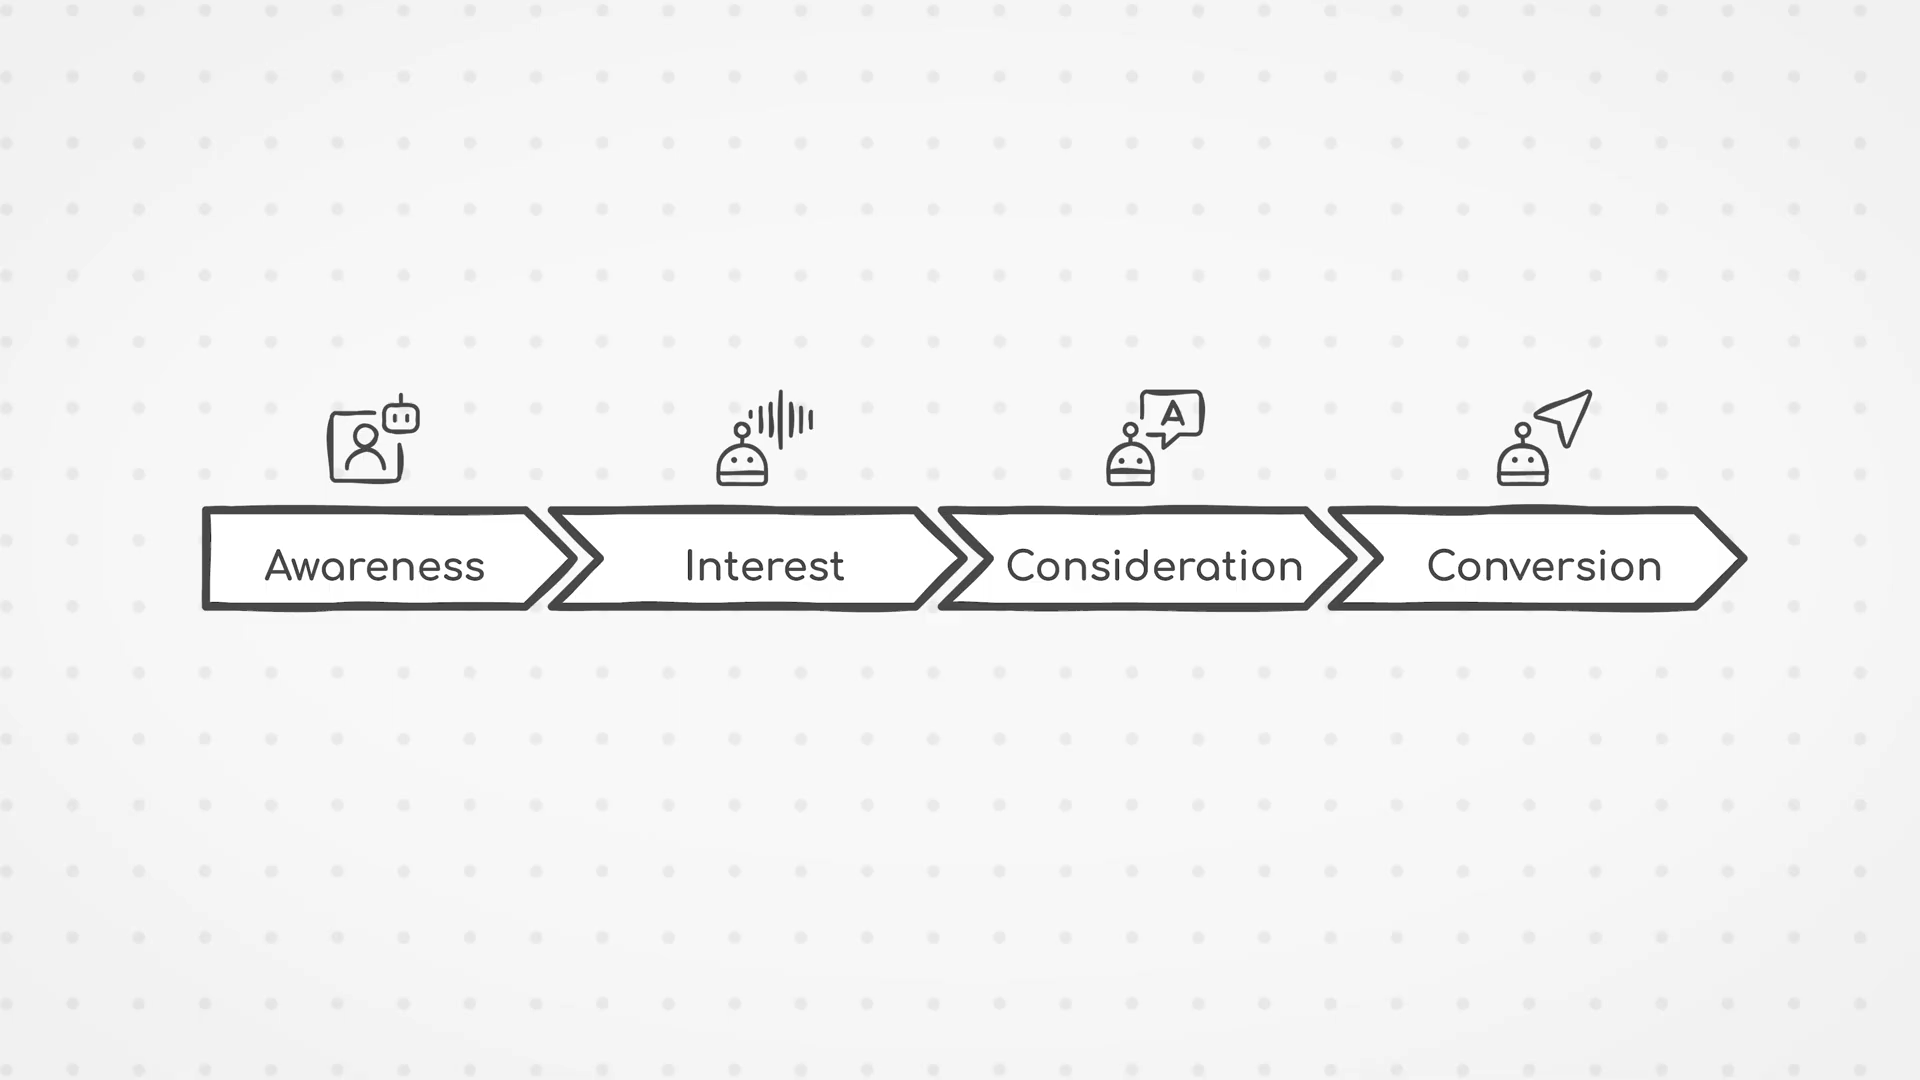 A
Awareness
Interest
Consideration
Conversion